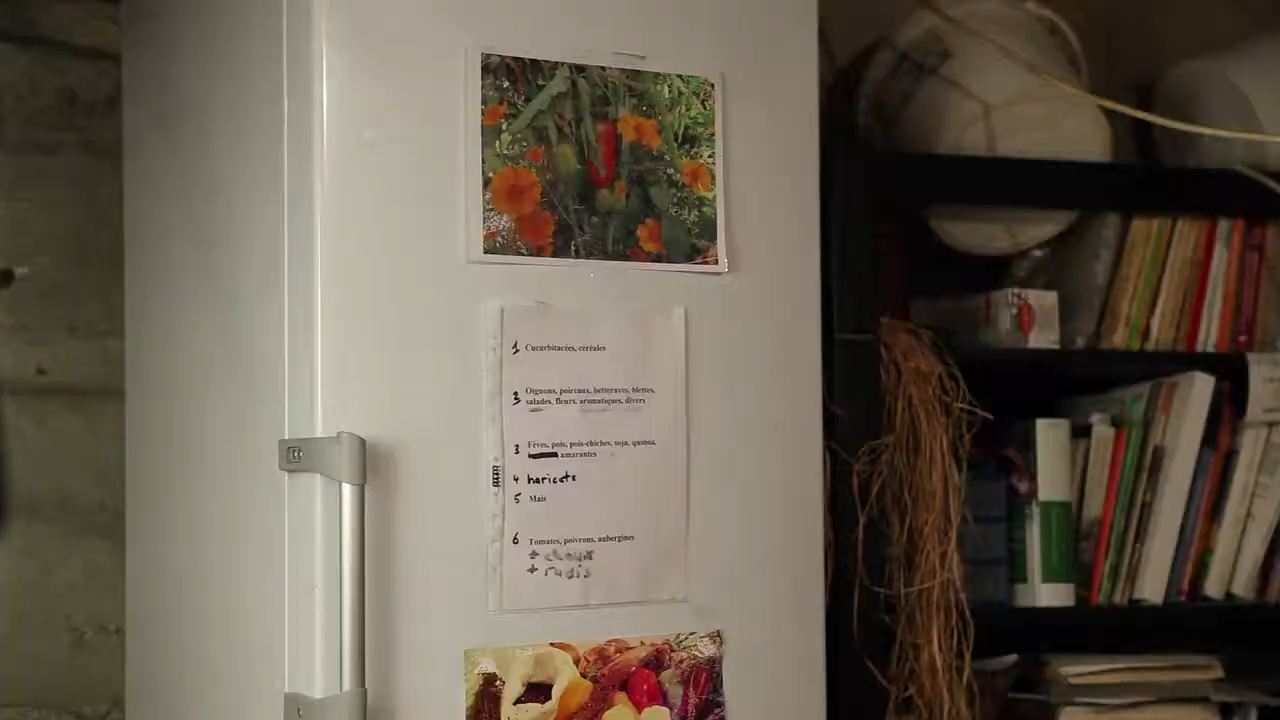 1 Cucurbitacées, céréales
3 Oignons, poireaux, betteraves, blettes,
salades, fleurs, aromatiques, divers
3 Fèves, pois, pois-chiches, soja, quinoa,
amarantes
4 haricots
5 Maïs
6 Tomates, poivrons, aubergines
+ choux
+ radis